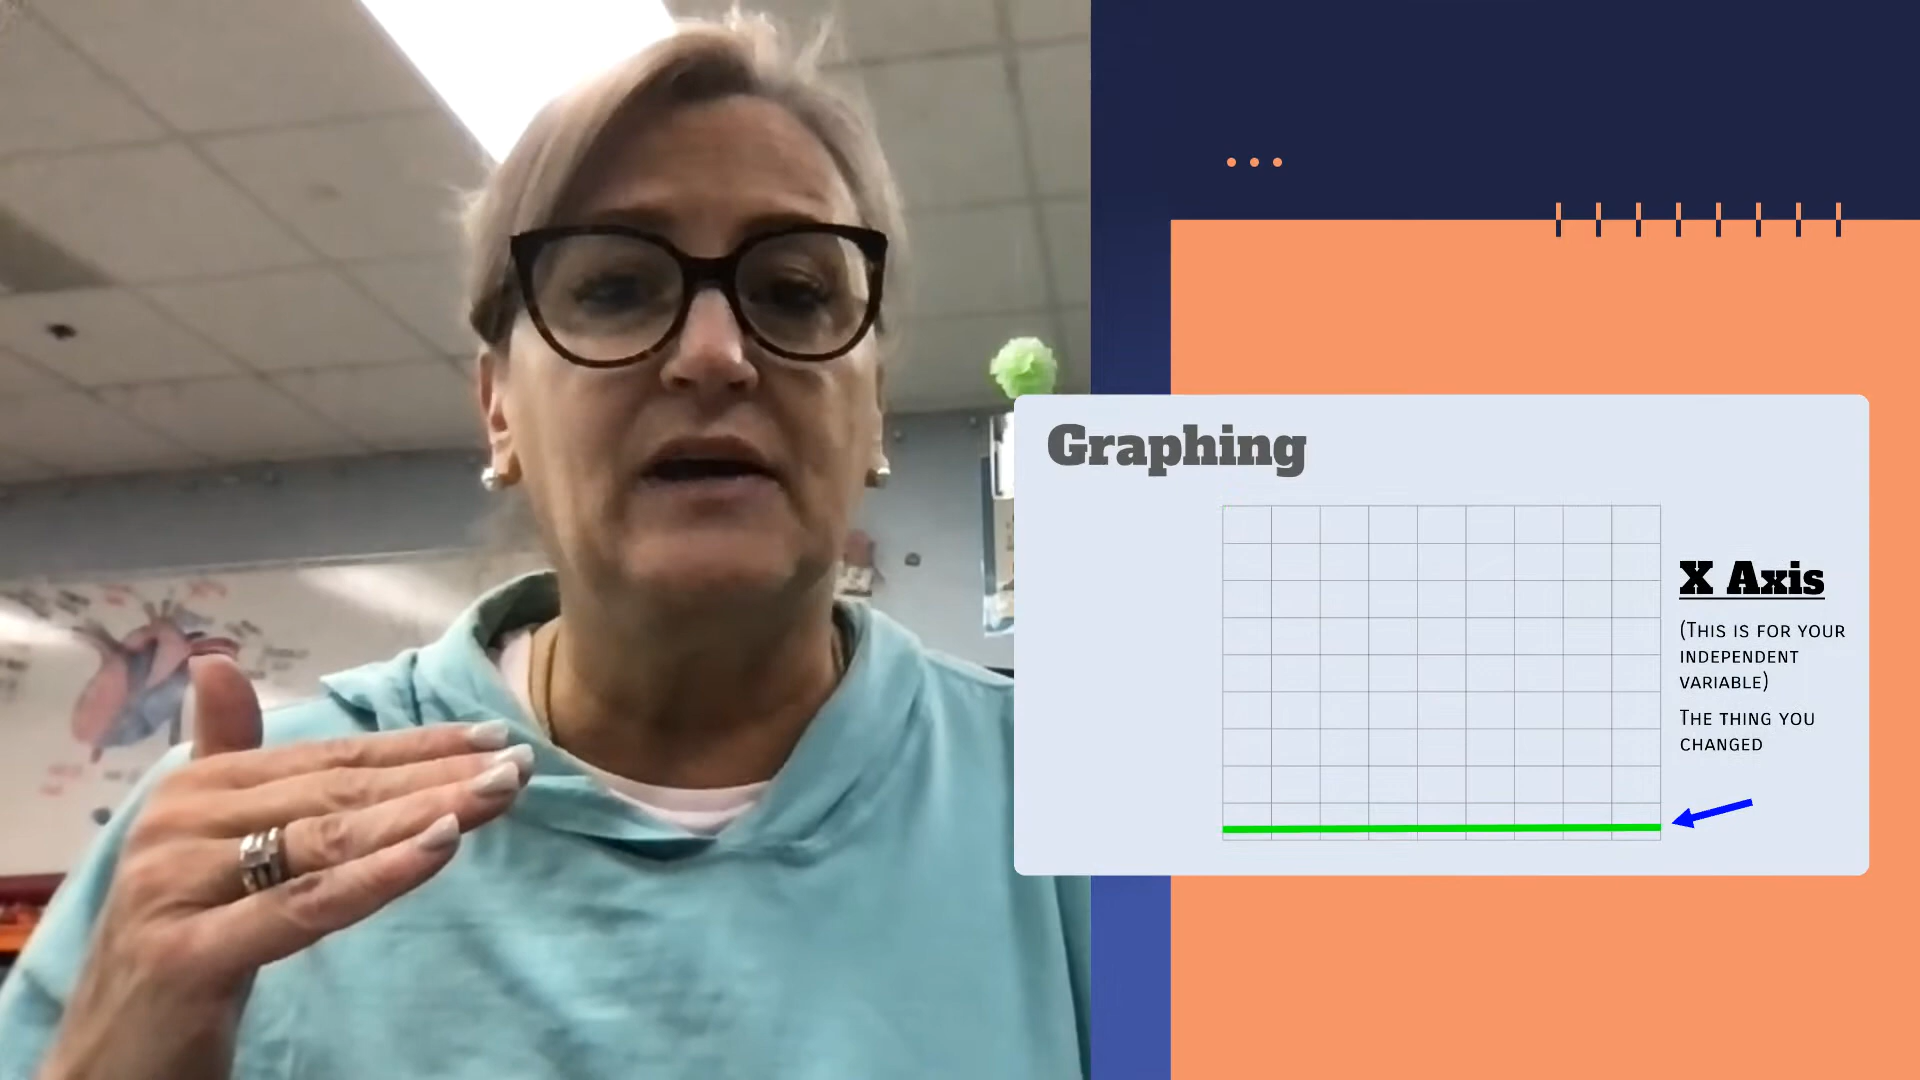 Graphing
X Axis
(This is for your
independent
variable)
The thing you
changed